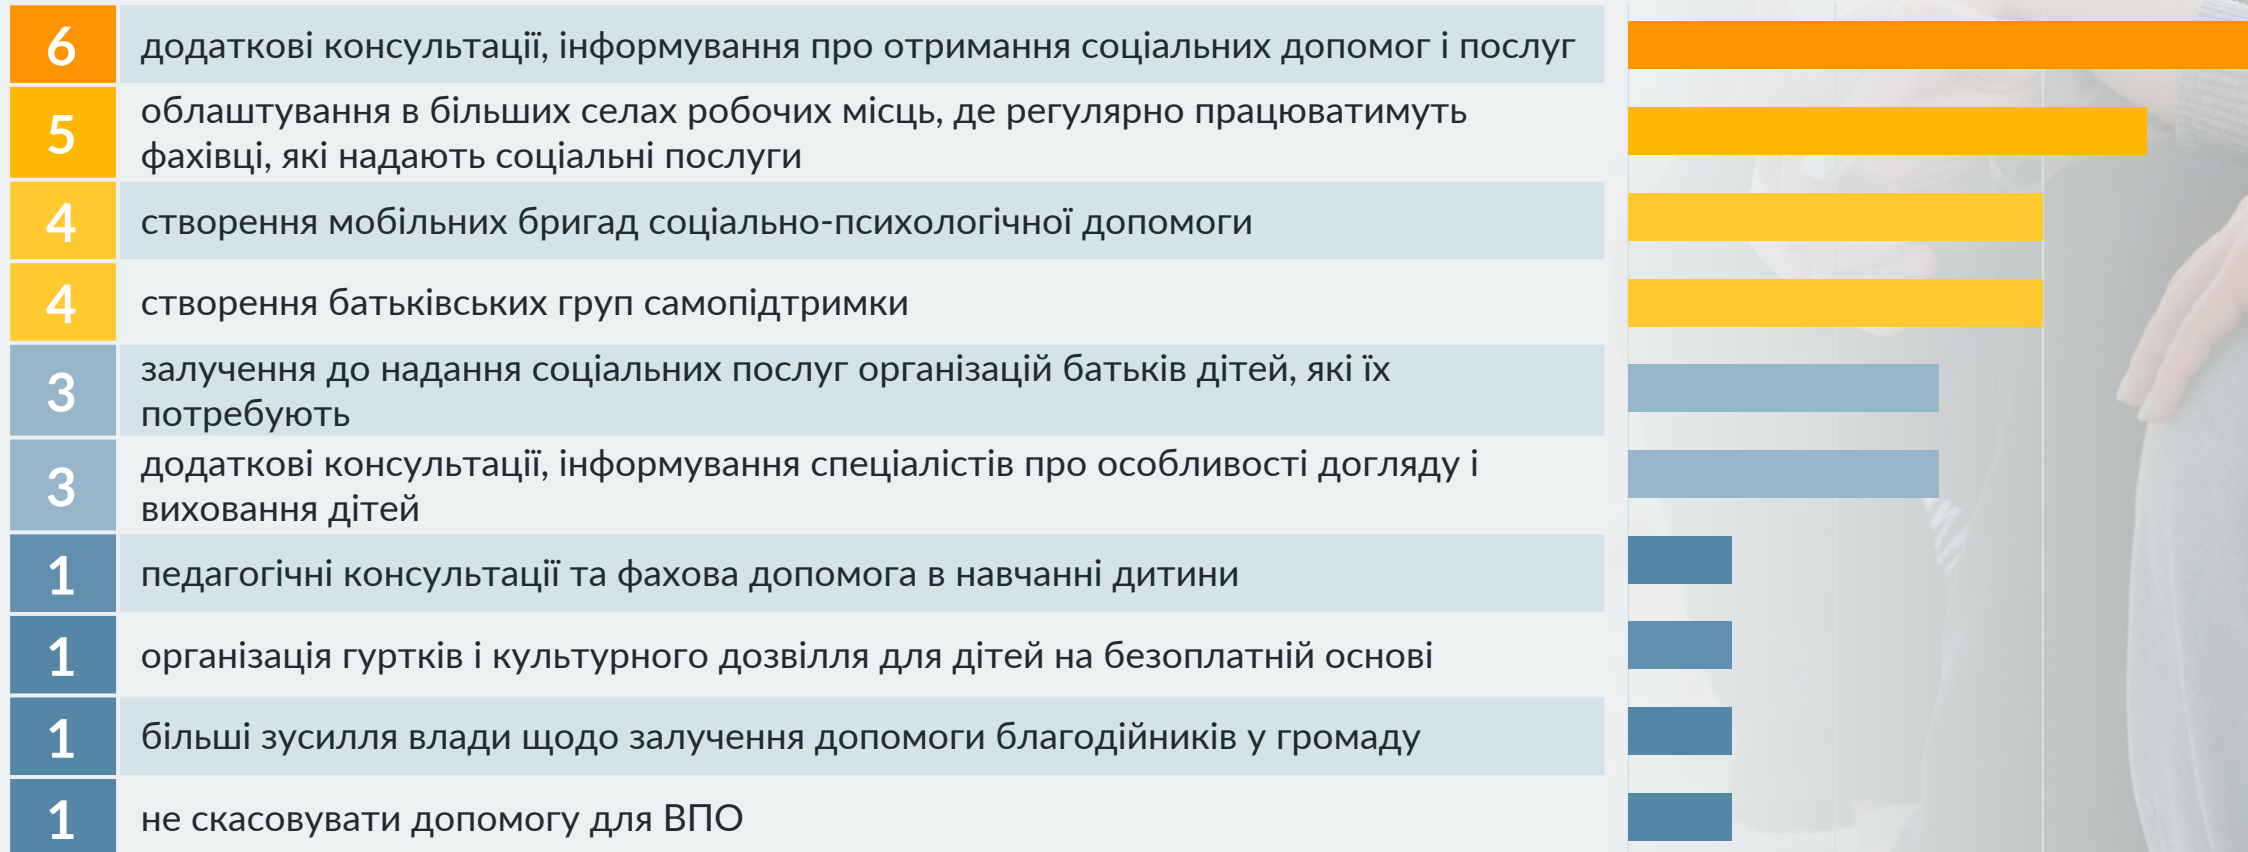 6 додаткові консультації, інформування про отримання соціальних допомог і послуг
5 облаштування в більших селах робочих місць, де регулярно працюватимуть
фахівці, які надають соціальні послуги
4 створення мобільних бригад соціально-психологічної допомоги
4 створення батьківських груп самопідтримки
3 залучення до надання соціальних послуг організацій батьків дітей, які їх
потребують
3 додаткові консультації, інформування спеціалістів про особливості догляду і
виховання дітей
1 педагогічні консультації та фахова допомога в навчанні дитини
1 організація гуртків і культурного дозвілля для дітей на безоплатній основі
1 більші зусилля влади щодо залучення допомоги благодійників у громаду
1 не скасовувати допомогу для ВПО